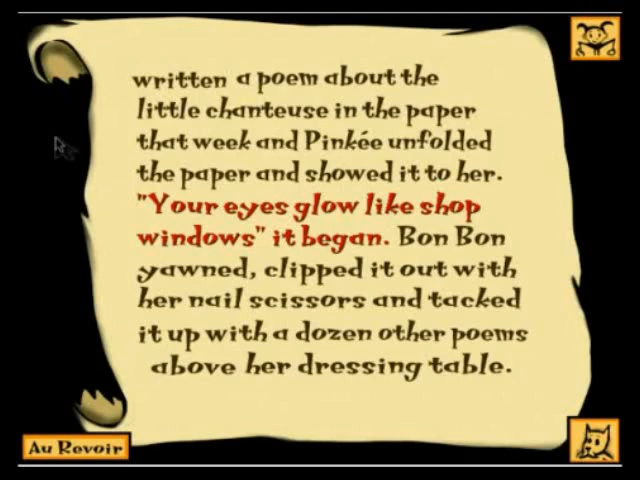 written a poem about the
little chanteuse in the paper
that week and Pinkée unfolded
the paper and showed it to her.
"Your eyes glow like shop
windows" it began. Bon Bon
yawned, clipped it out with
her nail scissors and tacked
it up with a dozen other poems
above her dressing table.
Au Revoir